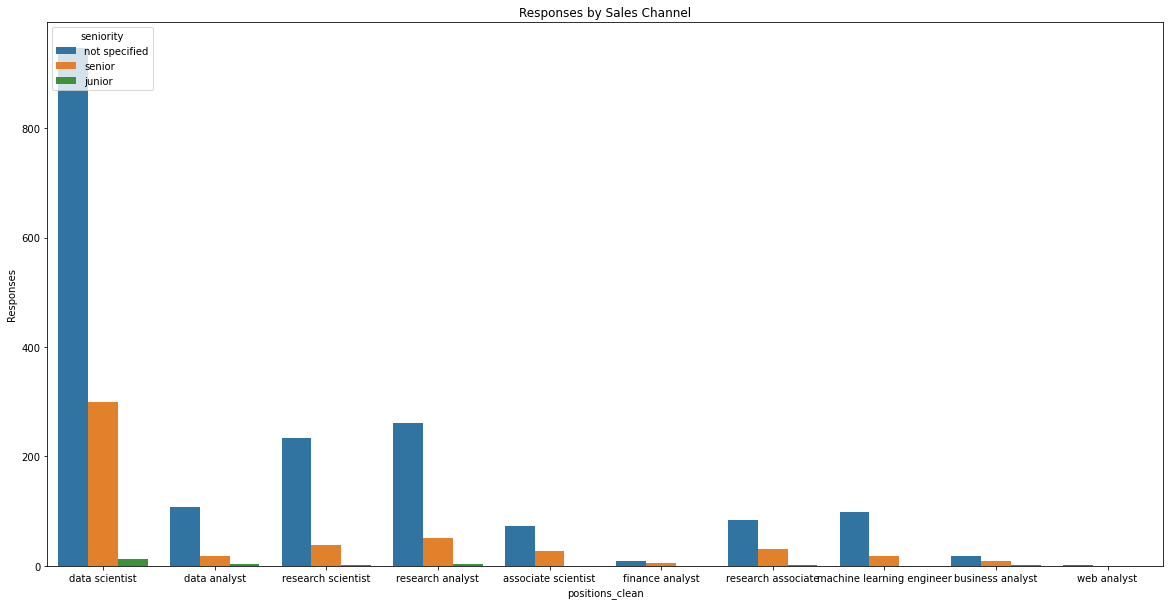 Responses by Sales Channel
seniority
not specified
senior
junior
800
600
400
200
0
Responses
data scientist
data analyst
research scientist
research analyst
associate scientist
finance analyst
research associate
machine learning engineer
business analyst
web analyst
positions_clean